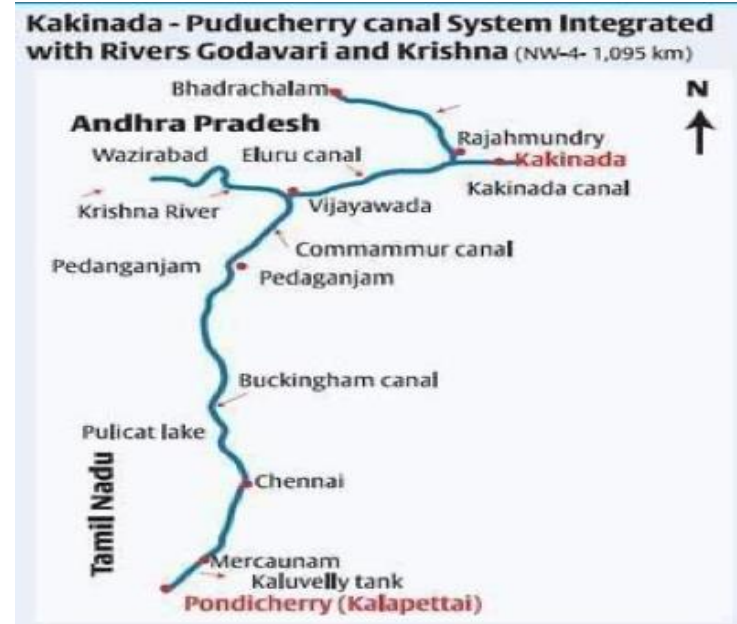 Kakinada - Puducherry canal System Integrated
with Rivers Godavari and Krishna (NW-4- 1,095 km)
Bhadrachalam
N
Andhra Pradesh
Rajahmundry
Wazirabad
Eluru canal
Kakinada
Kakinada canal
Krishna River
Vijayawada
Commammur canal
Pedanganjam
Pedaganjam
Buckingham canal
Pulicat lake
Tamil Nadu
Chennai
Mercaunam
Kaluvelly tank
Pondicherry (Kalapettai)